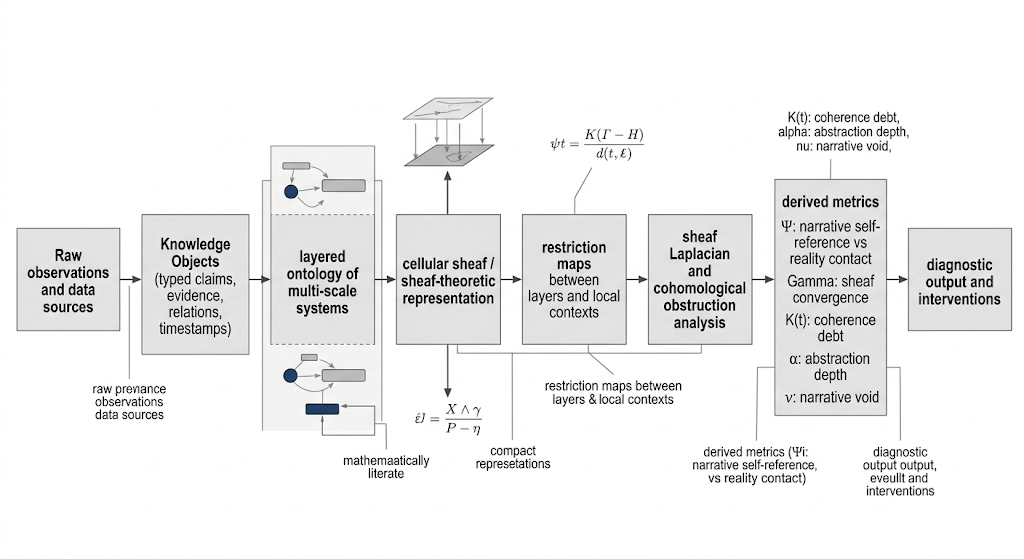 K(t): coherence debt,
alpha: abstraction depth,
nu: narrative void,
ψt = K(Γ − H) / d(t, ℓ)
Raw
observations
and data
sources
Knowledge
Objects
(typed claims,
evidence,
relations,
timestamps)
layered
ontology of
multi-scale
systems
cellular sheaf /
sheaf-theoretic
representation
restriction
maps
between
layers and local
contexts
sheaf
Laplacian
and
cohomological
obstruction
analysis
derived metrics
Ψ: narrative self-
reference vs
reality contact
Gamma: sheaf
convergence
K(t): coherence
debt
α: abstraction
depth
ν: narrative void
diagnostic
output and
interventions
raw prevнance
observations
data sources
mathemaatically
literate
= X ∧ γ / P − η
compact
represetations
restriction maps between
layers & local contexts
derived metrics (Ψi:
narrative self-reference,
vs reality contact)
diagnostic
output output,
eveullt and
interventions